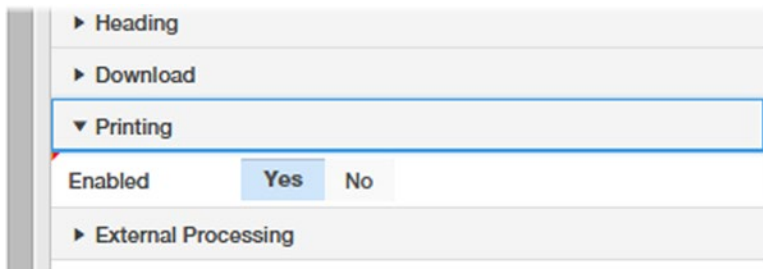 Heading
Download
Printing
Enabled Yes No
External Processing